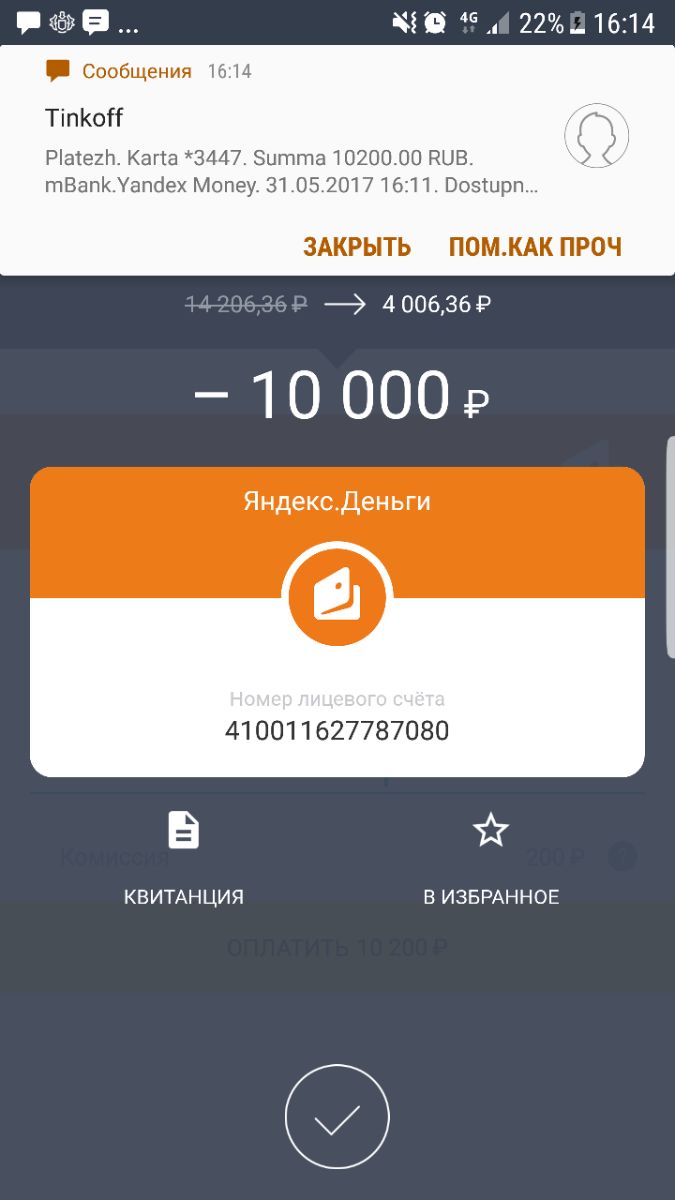 ...
4G 22% 16:14
Сообщения 16:14
Tinkoff
Platezh. Karta *3447. Summa 10200.00 RUB.
mBank.Yandex Money. 31.05.2017 16:11. Dostupn...
ЗАКРЫТЬ ПОМ.КАК ПРОЧ
14 206,36 ₽ → 4 006,36 ₽
– 10 000 ₽
Яндекс.Деньги
Номер лицевого счёта
410011627787080
Комиссия 200 ₽ ?
КВИТАНЦИЯ В ИЗБРАННОЕ
ОПЛАТИТЬ 10 200 ₽